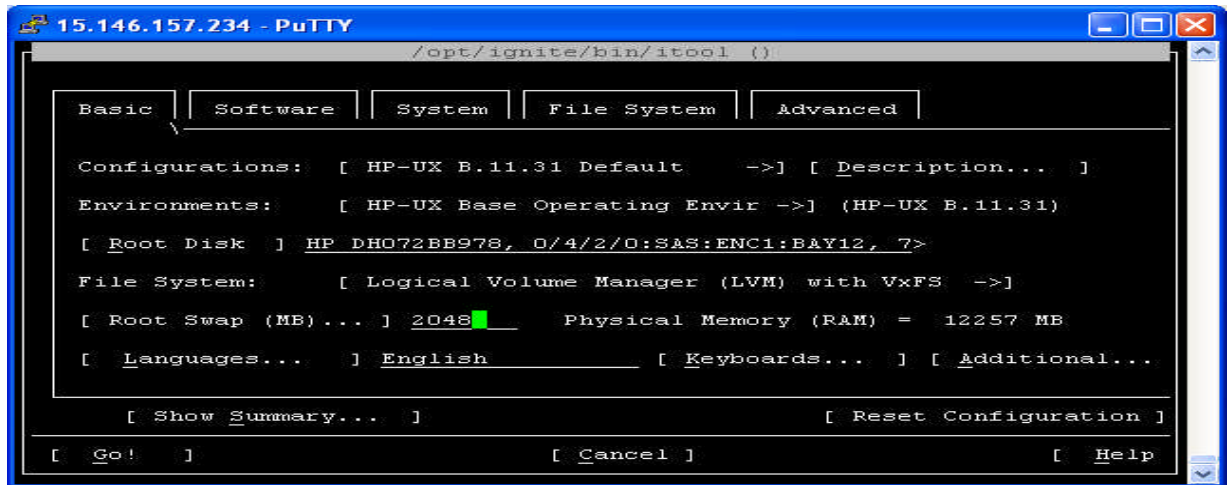 15.146.157.234 - PuTTY
/opt/ignite/bin/itool ()
Basic Software System File System Advanced
Configurations: [ HP-UX B.11.31 Default ->] [ Description... ]
Environments: [ HP-UX Base Operating Envir ->] (HP-UX B.11.31)
[ Root Disk ] HP_DH072BB978, 0/4/2/0:SAS:ENC1:BAY12, 7>
File System: [ Logical Volume Manager (LVM) with VxFS ->]
[ Root Swap (MB)... ] 2048 Physical Memory (RAM) = 12257 MB
[ Languages... ] English [ Keyboards... ] [ Additional...
[ Show Summary... ] [ Reset Configuration ]
[ Go! ] [ Cancel ] [ Help